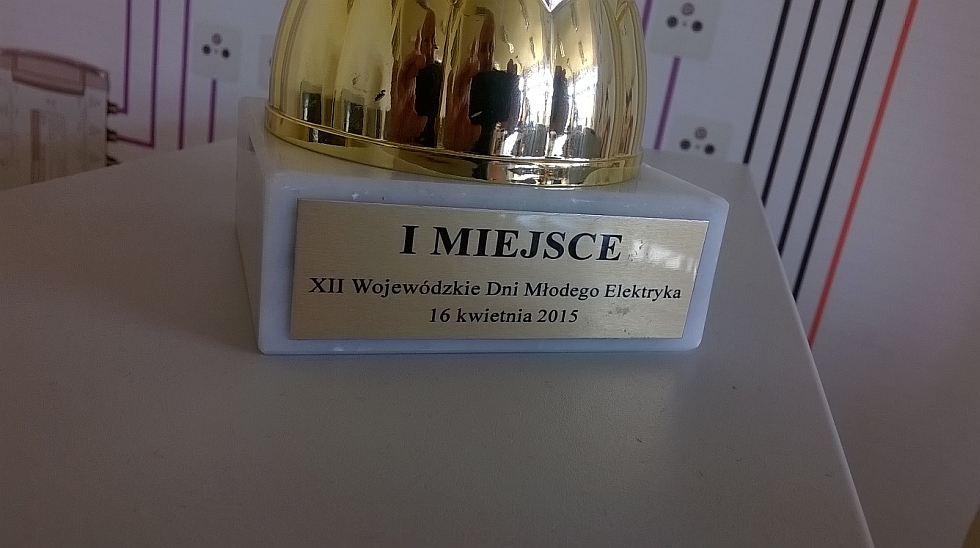 I MIEJSCE
XII Wojewódzkie Dni Młodego Elektryka
16 kwietnia 2015